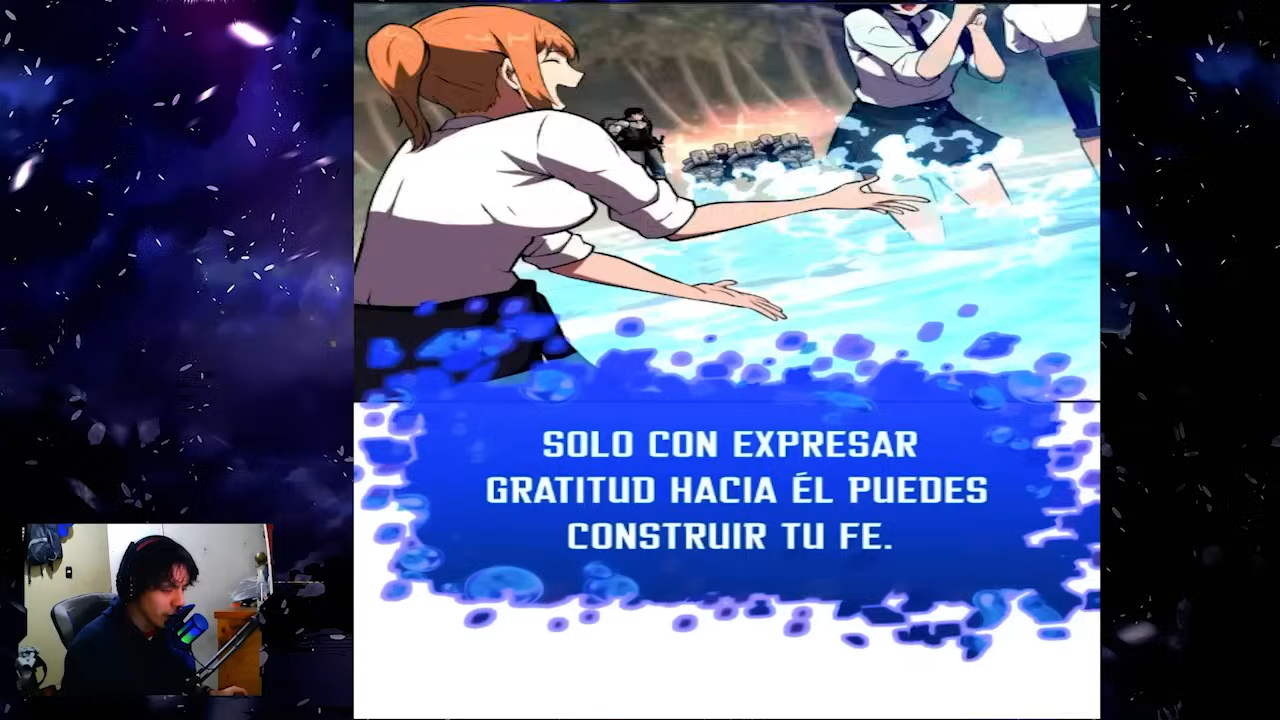 SOLO CON EXPRESAR
GRATITUD HACIA ÉL PUEDES
CONSTRUIR TU FE.